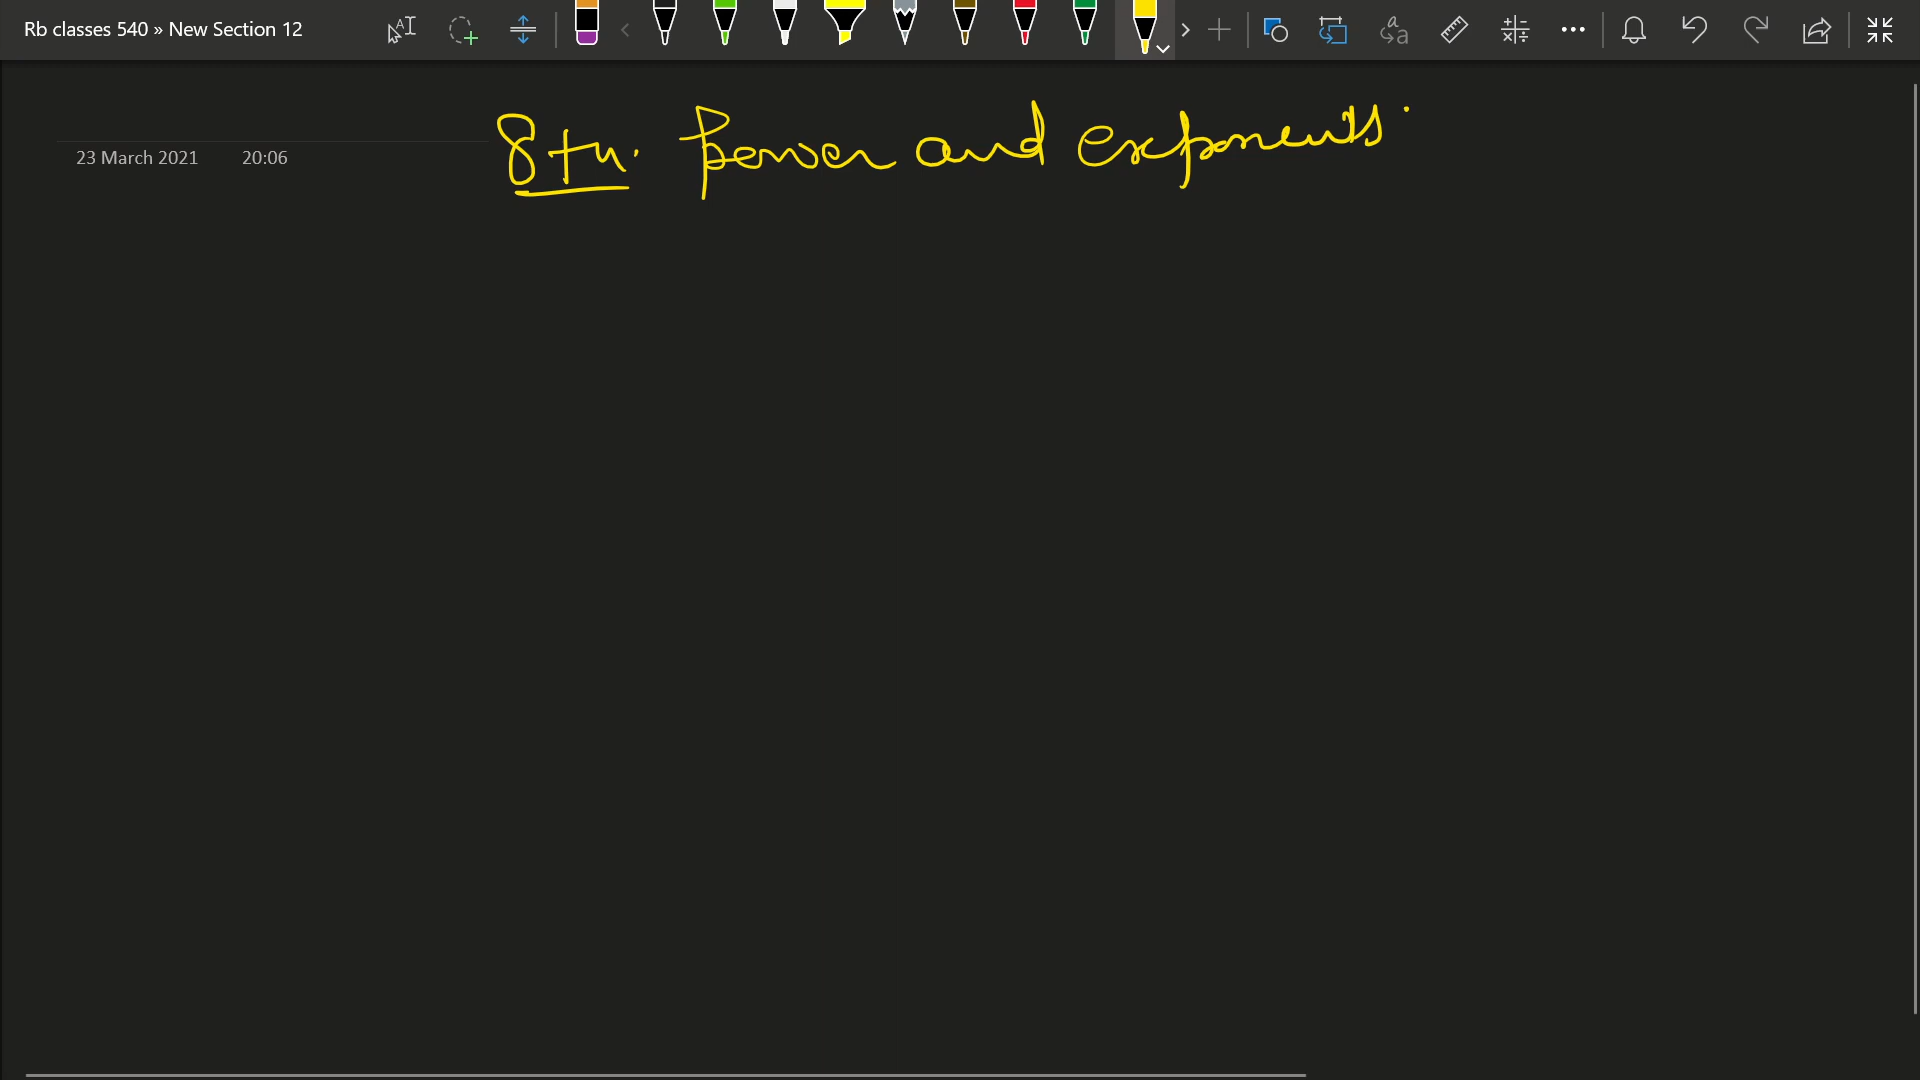 Rb classes 540 » New Section 12
8th. Power and exponents.
23 March 2021 20:06